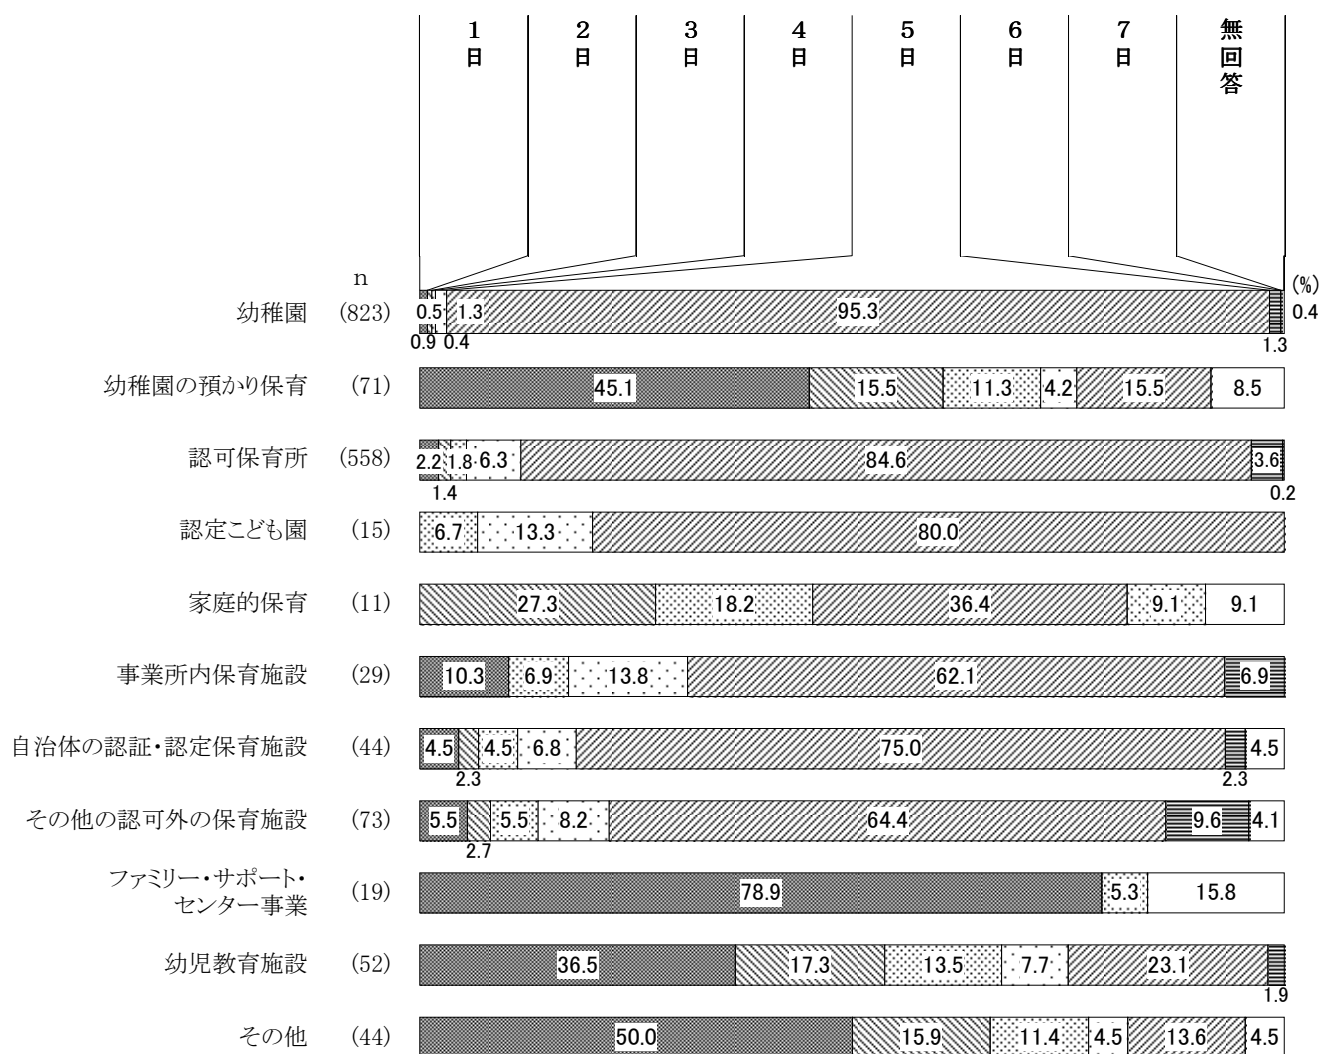 1日 2日 3日 4日 5日 6日 7日 無回答
n
(%)
幼稚園 (823) 0.5 1.3 95.3 0.4
0.9 0.4 1.3
幼稚園の預かり保育 (71) 45.1 15.5 11.3 4.2 15.5 8.5
認可保育所 (558) 2.2 1.8 6.3 84.6 3.6
1.4 0.2
認定こども園 (15) 6.7 13.3 80.0
家庭的保育 (11) 27.3 18.2 36.4 9.1 9.1
事業所内保育施設 (29) 10.3 6.9 13.8 62.1 6.9
自治体の認証・認定保育施設 (44) 4.5 4.5 6.8 75.0 4.5
2.3 2.3
その他の認可外の保育施設 (73) 5.5 5.5 8.2 64.4 9.6 4.1
2.7
ファミリー・サポート・
センター事業 (19) 78.9 5.3 15.8
幼児教育施設 (52) 36.5 17.3 13.5 7.7 23.1
1.9
その他 (44) 50.0 15.9 11.4 4.5 13.6 4.5